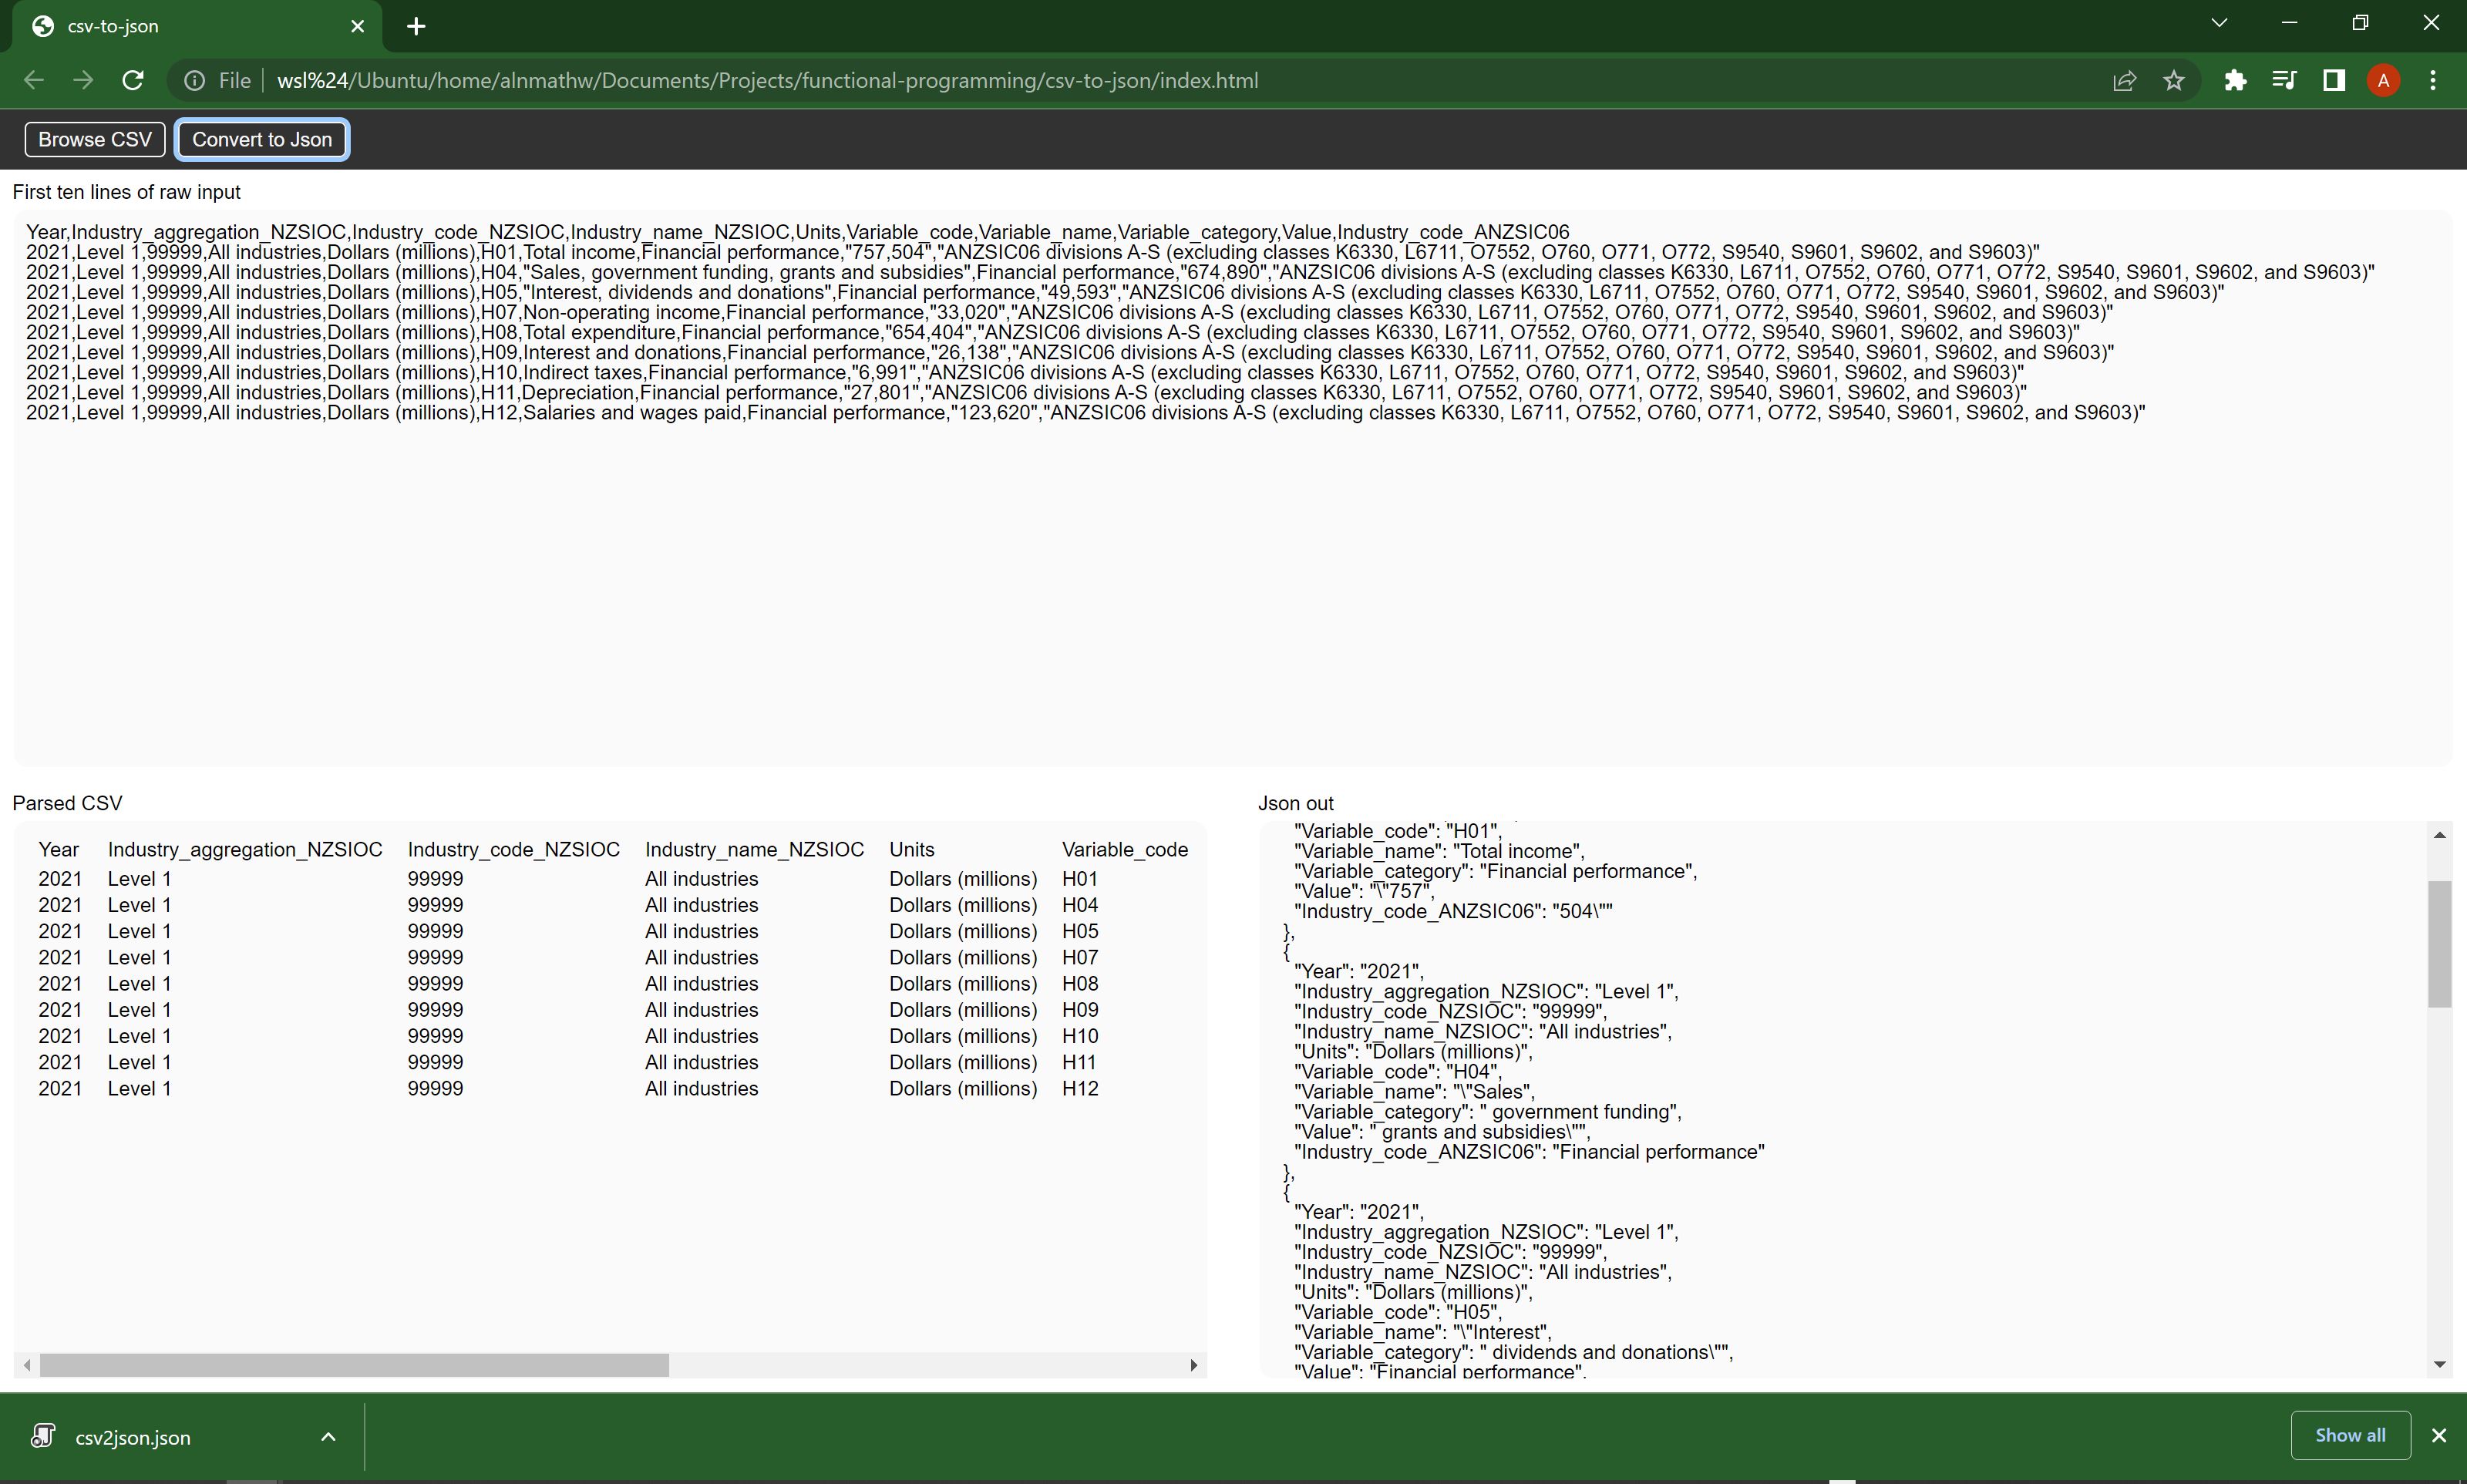 csv-to-json
File wsl%24/Ubuntu/home/alnmathw/Documents/Projects/functional-programming/csv-to-json/index.html
A
Browse CSV Convert to Json
First ten lines of raw input
Year,Industry_aggregation_NZSIOC,Industry_code_NZSIOC,Industry_name_NZSIOC,Units,Variable_code,Variable_name,Variable_category,Value,Industry_code_ANZSIC06
2021,Level 1,99999,All industries,Dollars (millions),H01,Total income,Financial performance,"757,504","ANZSIC06 divisions A-S (excluding classes K6330, L6711, O7552, O760, O771, O772, S9540, S9601, S9602, and S9603)"
2021,Level 1,99999,All industries,Dollars (millions),H04,"Sales, government funding, grants and subsidies",Financial performance,"674,890","ANZSIC06 divisions A-S (excluding classes K6330, L6711, O7552, O760, O771, O772, S9540, S9601, S9602, and S9603)"
2021,Level 1,99999,All industries,Dollars (millions),H05,"Interest, dividends and donations",Financial performance,"49,593","ANZSIC06 divisions A-S (excluding classes K6330, L6711, O7552, O760, O771, O772, S9540, S9601, S9602, and S9603)"
2021,Level 1,99999,All industries,Dollars (millions),H07,Non-operating income,Financial performance,"33,020","ANZSIC06 divisions A-S (excluding classes K6330, L6711, O7552, O760, O771, O772, S9540, S9601, S9602, and S9603)"
2021,Level 1,99999,All industries,Dollars (millions),H08,Total expenditure,Financial performance,"654,404","ANZSIC06 divisions A-S (excluding classes K6330, L6711, O7552, O760, O771, O772, S9540, S9601, S9602, and S9603)"
2021,Level 1,99999,All industries,Dollars (millions),H09,Interest and donations,Financial performance,"26,138","ANZSIC06 divisions A-S (excluding classes K6330, L6711, O7552, O760, O771, O772, S9540, S9601, S9602, and S9603)"
2021,Level 1,99999,All industries,Dollars (millions),H10,Indirect taxes,Financial performance,"6,991","ANZSIC06 divisions A-S (excluding classes K6330, L6711, O7552, O760, O771, O772, S9540, S9601, S9602, and S9603)"
2021,Level 1,99999,All industries,Dollars (millions),H11,Depreciation,Financial performance,"27,801","ANZSIC06 divisions A-S (excluding classes K6330, L6711, O7552, O760, O771, O772, S9540, S9601, S9602, and S9603)"
2021,Level 1,99999,All industries,Dollars (millions),H12,Salaries and wages paid,Financial performance,"123,620","ANZSIC06 divisions A-S (excluding classes K6330, L6711, O7552, O760, O771, O772, S9540, S9601, S9602, and S9603)"
Parsed CSV
Year Industry_aggregation_NZSIOC Industry_code_NZSIOC Industry_name_NZSIOC Units Variable_code
2021 Level 1 99999 All industries Dollars (millions) H01
2021 Level 1 99999 All industries Dollars (millions) H04
2021 Level 1 99999 All industries Dollars (millions) H05
2021 Level 1 99999 All industries Dollars (millions) H07
2021 Level 1 99999 All industries Dollars (millions) H08
2021 Level 1 99999 All industries Dollars (millions) H09
2021 Level 1 99999 All industries Dollars (millions) H10
2021 Level 1 99999 All industries Dollars (millions) H11
2021 Level 1 99999 All industries Dollars (millions) H12
Json out
"Variable_code": "H01",
"Variable_name": "Total income",
"Variable_category": "Financial performance",
"Value": "\"757",
"Industry_code_ANZSIC06": "504\""
},
{
"Year": "2021",
"Industry_aggregation_NZSIOC": "Level 1",
"Industry_code_NZSIOC": "99999",
"Industry_name_NZSIOC": "All industries",
"Units": "Dollars (millions)",
"Variable_code": "H04",
"Variable_name": "\"Sales",
"Variable_category": " government funding",
"Value": " grants and subsidies\"",
"Industry_code_ANZSIC06": "Financial performance"
},
{
"Year": "2021",
"Industry_aggregation_NZSIOC": "Level 1",
"Industry_code_NZSIOC": "99999",
"Industry_name_NZSIOC": "All industries",
"Units": "Dollars (millions)",
"Variable_code": "H05",
"Variable_name": "\"Interest",
"Variable_category": " dividends and donations\"",
"Value": "Financial performance",
csv2json.json
Show all